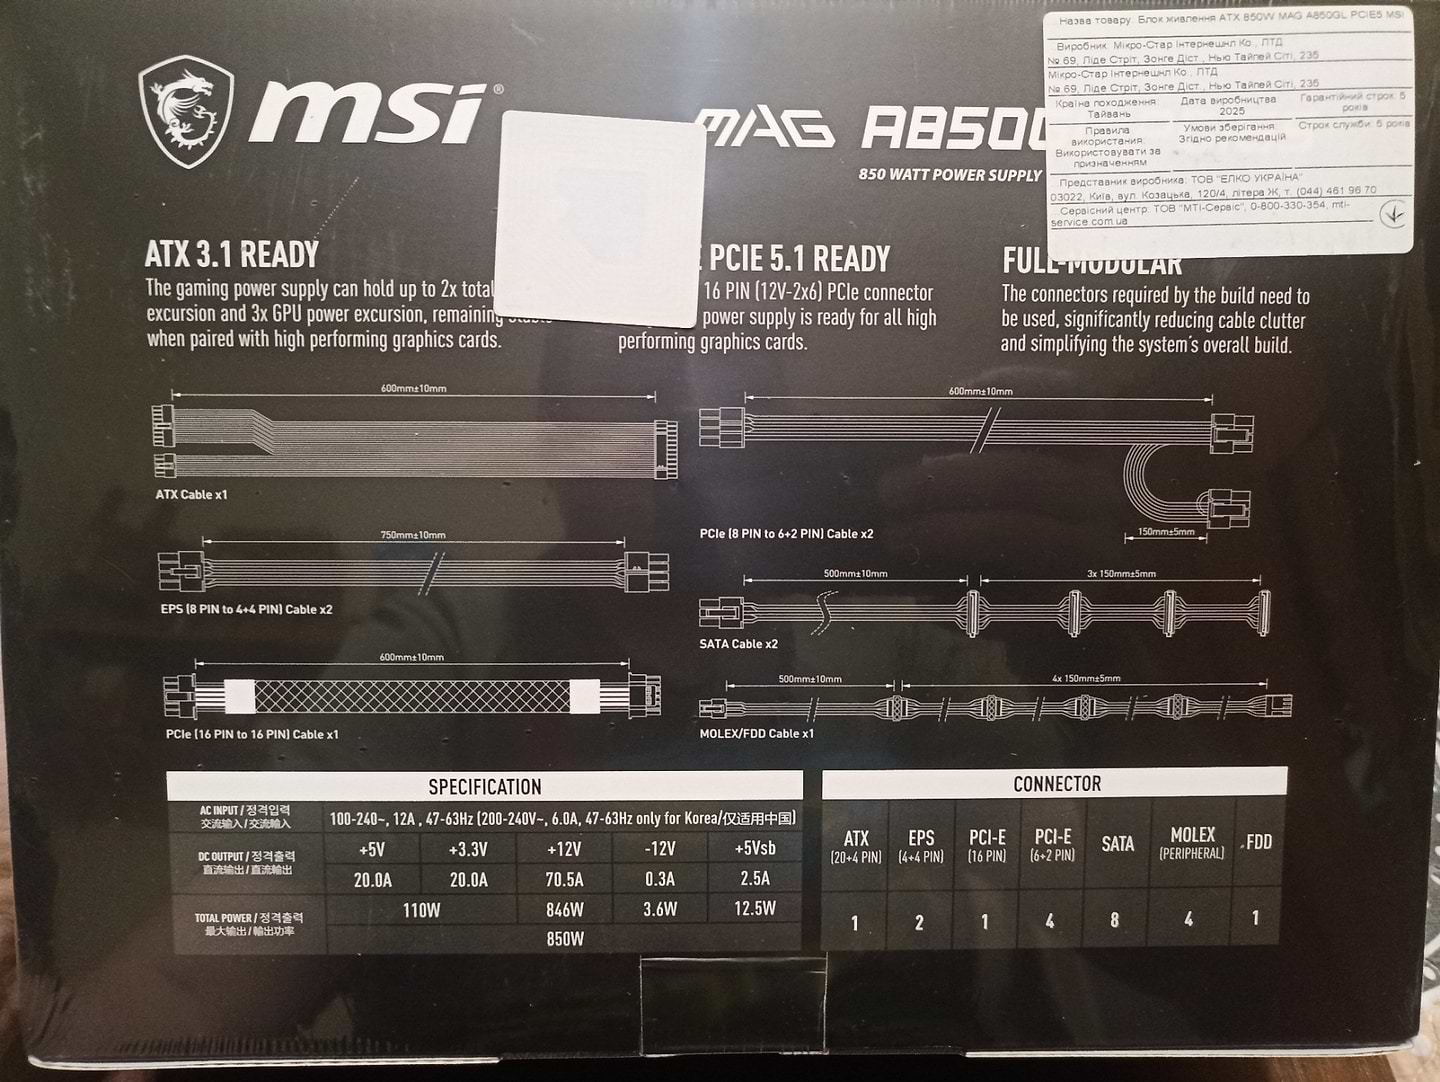 msi®
MAG A850G
850 WATT POWER SUPPLY
Назва товару: Блок живлення ATX 850W MAG A850GL PCIE5 MSI
Виробник: Мікро-Стар Інтернешнл Ко., ЛТД
№ 69, Ліде Стріт, Зонге Діст., Нью Тайпей Сіті, 235
Мікро-Стар Інтернешнл Ко., ЛТД
№ 69, Ліде Стріт, Зонге Діст., Нью Тайпей Сіті, 235
Країна походження
Тайвань
Дата виробництва
2025
Гарантійний строк: 5
років
Правила
використання:
Використовувати за
призначенням
Умови зберігання:
Згідно рекомендацій
Строк служби: 5 років
Представник виробника: ТОВ "ЕЛКО УКРАЇНА"
03022, Київ, вул. Козацька, 120/4, літера Ж, т. (044) 461 96 70
Сервісний центр: ТОВ "МТІ-Сервіс", 0-800-330-354, mti-
service.com.ua
ATX 3.1 READY
The gaming power supply can hold up to 2x total
excursion and 3x GPU power excursion, remaining stable
when paired with high performing graphics cards.
PCIE 5.1 READY
16 PIN (12V-2x6) PCIe connector
power supply is ready for all high
performing graphics cards.
FULL-MODULAR
The connectors required by the build need to
be used, significantly reducing cable clutter
and simplifying the system's overall build.
600mm±10mm
ATX Cable x1
750mm±10mm
EPS (8 PIN to 4+4 PIN) Cable x2
600mm±10mm
PCIe (16 PIN to 16 PIN) Cable x1
600mm±10mm
150mm±5mm
PCIe (8 PIN to 6+2 PIN) Cable x2
500mm±10mm 3x 150mm±5mm
SATA Cable x2
500mm±10mm 4x 150mm±5mm
MOLEX/FDD Cable x1
SPECIFICATION
AC INPUT / 정격입력
交流输入 / 交流輸入
100-240~, 12A , 47-63Hz (200-240V~, 6.0A, 47-63Hz only for Korea/仅适用中国)
DC OUTPUT / 정격출력
直流输出 / 直流輸出
+5V +3.3V +12V -12V +5Vsb
20.0A 20.0A 70.5A 0.3A 2.5A
TOTAL POWER / 정격출력
最大输出 / 輸出功率
110W 846W 3.6W 12.5W
850W
CONNECTOR
ATX EPS PCI-E PCI-E SATA MOLEX FDD
(20+4 PIN) (4+4 PIN) (16 PIN) (6+2 PIN) (PERIPHERAL)
1 2 1 4 8 4 1